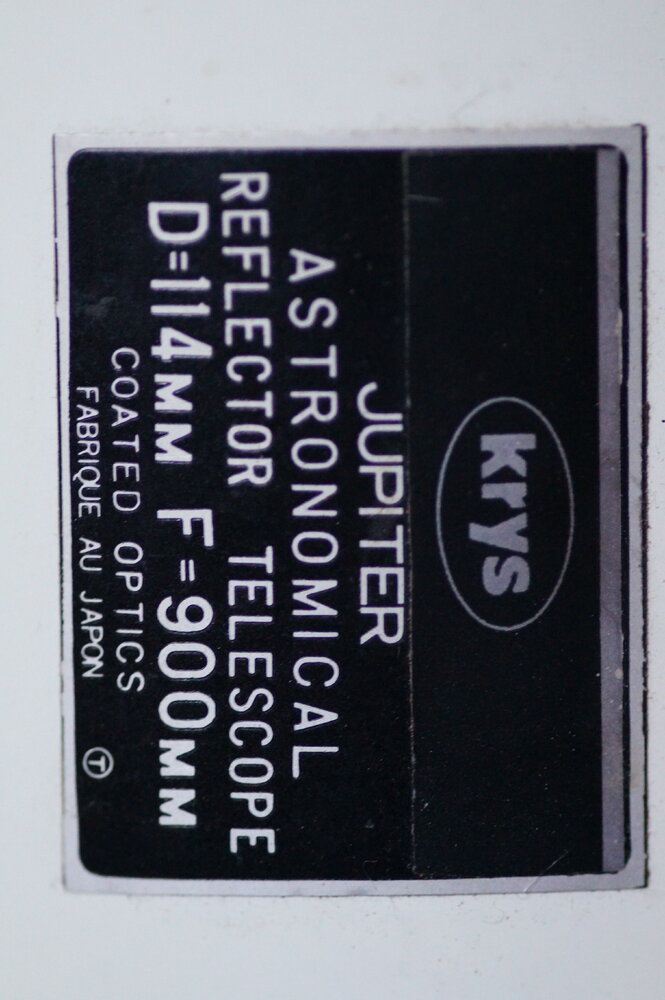 krys
JUPITER
ASTRONOMICAL
REFLECTOR TELESCOPE
D=114MM F=900MM
COATED OPTICS
FABRIQUE AU JAPON
T